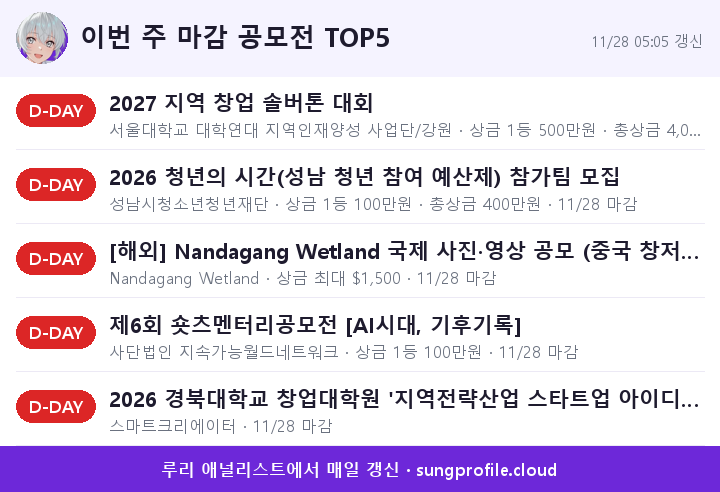 이번 주 마감 공모전 TOP5
11/28 05:05 갱신
D-DAY
2027 지역 창업 솔버톤 대회
서울대학교 대학연대 지역인재양성 사업단/강원 · 상금 1등 500만원 · 총상금 4,0...
D-DAY
2026 청년의 시간(성남 청년 참여 예산제) 참가팀 모집
성남시청소년청년재단 · 상금 1등 100만원 · 총상금 400만원 · 11/28 마감
D-DAY
[해외] Nandagang Wetland 국제 사진·영상 공모 (중국 창저...
Nandagang Wetland · 상금 최대 $1,500 · 11/28 마감
D-DAY
제6회 숏츠멘터리공모전 [AI시대, 기후기록]
사단법인 지속가능월드네트워크 · 상금 1등 100만원 · 11/28 마감
D-DAY
2026 경북대학교 창업대학원 '지역전략산업 스타트업 아이디...
스마트크리에이터 · 11/28 마감
루리 애널리스트에서 매일 갱신 · sungprofile.cloud